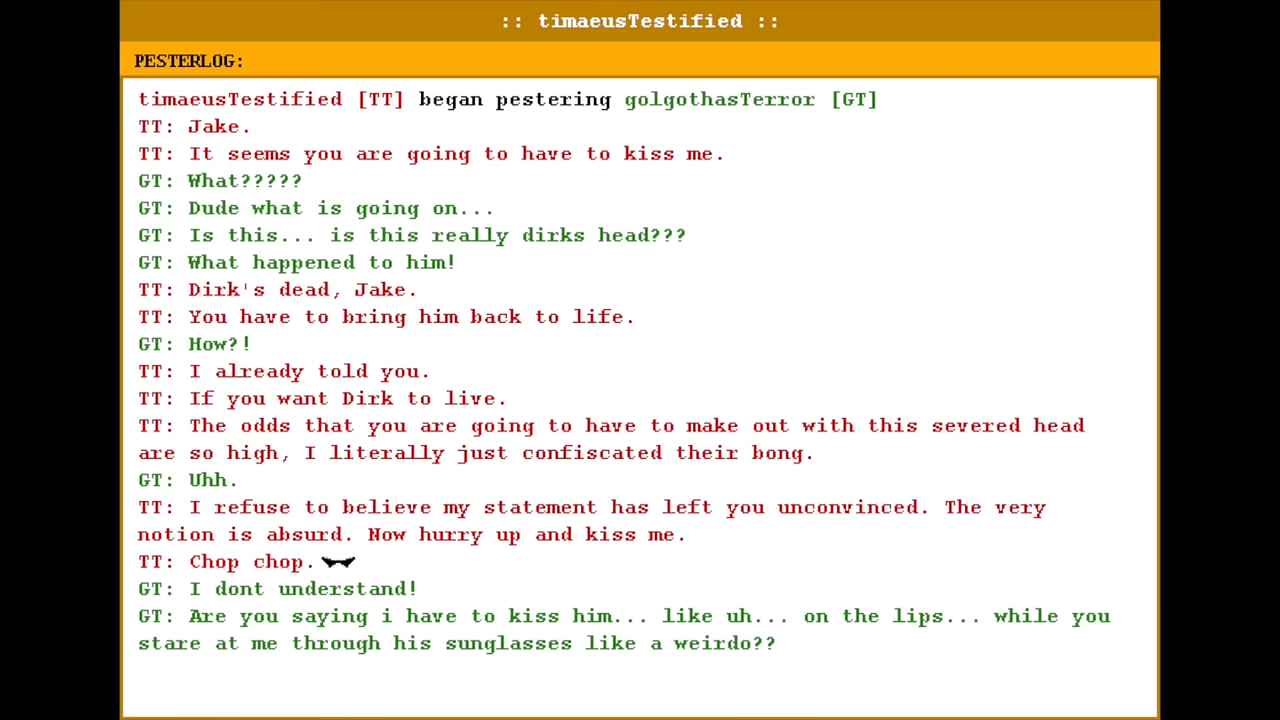 :: timaeusTestified ::
PESTERLOG:
timaeusTestified [TT] began pestering golgothasTerror [GT]
TT: Jake.
TT: It seems you are going to have to kiss me.
GT: What?????
GT: Dude what is going on...
GT: Is this... is this really dirks head???
GT: What happened to him!
TT: Dirk's dead, Jake.
TT: You have to bring him back to life.
GT: How?!
TT: I already told you.
TT: If you want Dirk to live.
TT: The odds that you are going to have to make out with this severed head
are so high, I literally just confiscated their bong.
GT: Uhh.
TT: I refuse to believe my statement has left you unconvinced. The very
notion is absurd. Now hurry up and kiss me.
TT: Chop chop.
GT: I dont understand!
GT: Are you saying i have to kiss him... like uh... on the lips... while you
stare at me through his sunglasses like a weirdo??